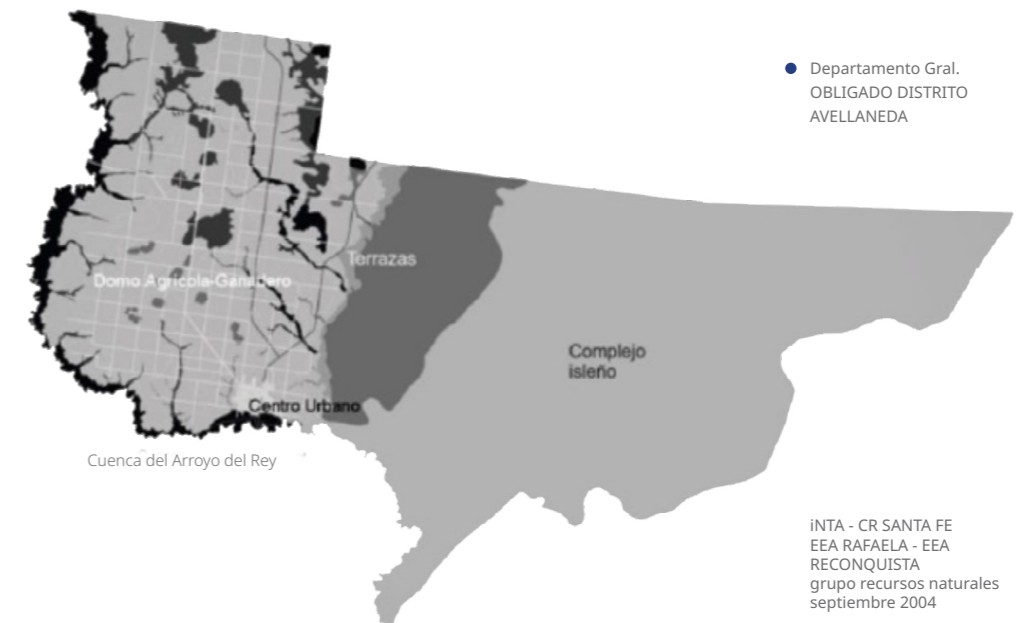 Departamento Gral.
OBLIGADO DISTRITO
AVELLANEDA
Terrazas
Domo Agrícola-Ganadero
Complejo
isleño
Centro Urbano
Cuenca del Arroyo del Rey
iNTA - CR SANTA FE
EEA RAFAELA - EEA
RECONQUISTA
grupo recursos naturales
septiembre 2004